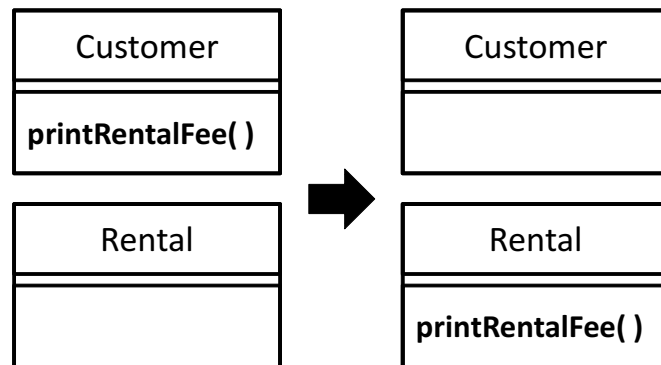 Customer
printRentalFee( )
Rental
Customer
Rental
printRentalFee( )